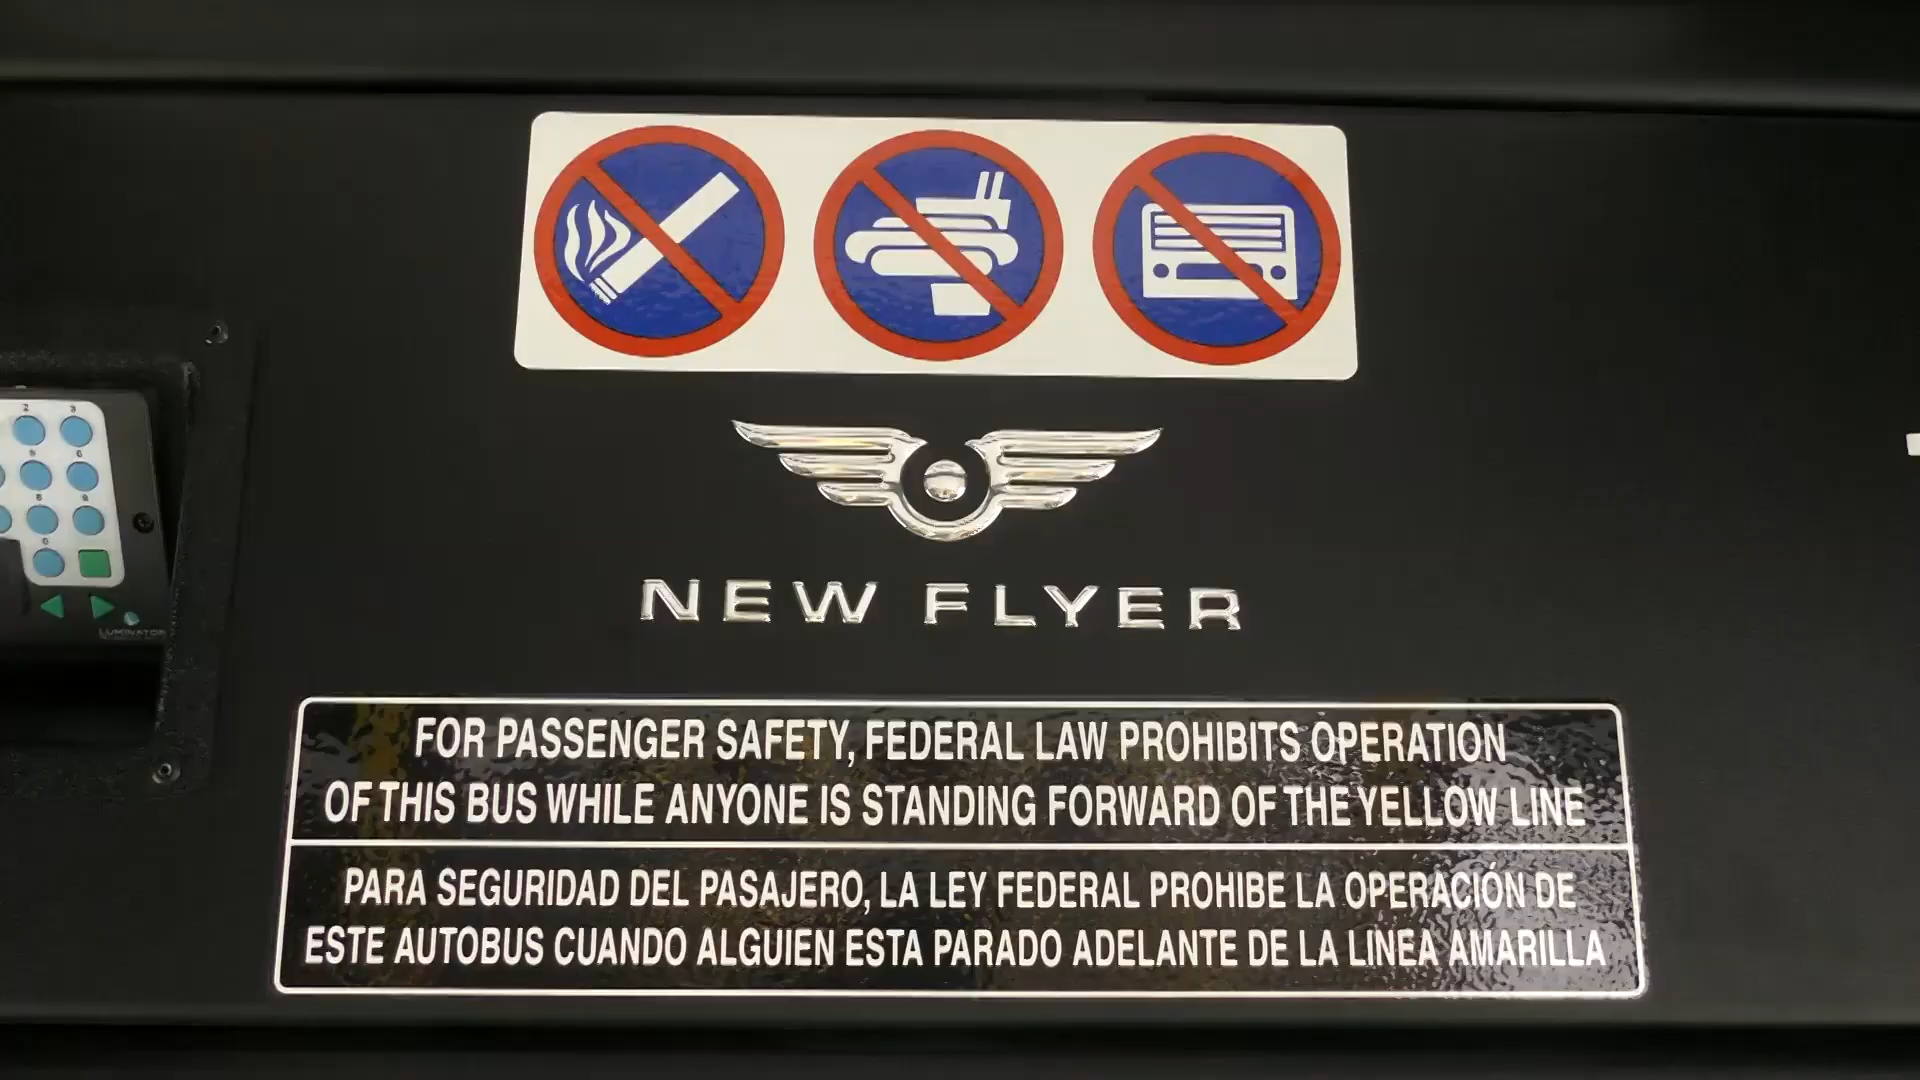 NEW FLYER
FOR PASSENGER SAFETY, FEDERAL LAW PROHIBITS OPERATION
OF THIS BUS WHILE ANYONE IS STANDING FORWARD OF THE YELLOW LINE
PARA SEGURIDAD DEL PASAJERO, LA LEY FEDERAL PROHIBE LA OPERACIÓN DE
ESTE AUTOBUS CUANDO ALGUIEN ESTA PARADO ADELANTE DE LA LINEA AMARILLA
LUMINATOR